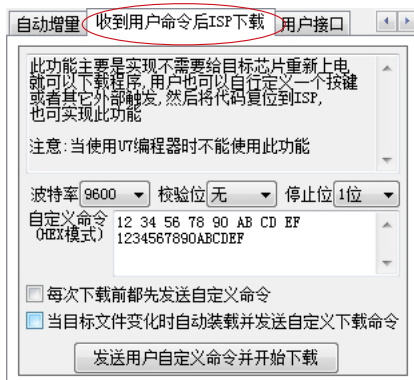 自动增量 收到用户命令后ISP下载 用户接口
此功能主要是实现不需要给目标芯片重新上电
就可以下载程序,用户也可以自行定义一个按键
或者其它外部触发,然后将代码复位到ISP,
也可实现此功能
注意:当使用U7编程器时不能使用此功能
波特率 9600 校验位 无 停止位 1位
自定义命令 12 34 56 78 90 AB CD EF
(HEX模式) 1234567890ABCDEF
每次下载前都先发送自定义命令
当目标文件变化时自动装载并发送自定义下载命令
发送用户自定义命令并开始下载